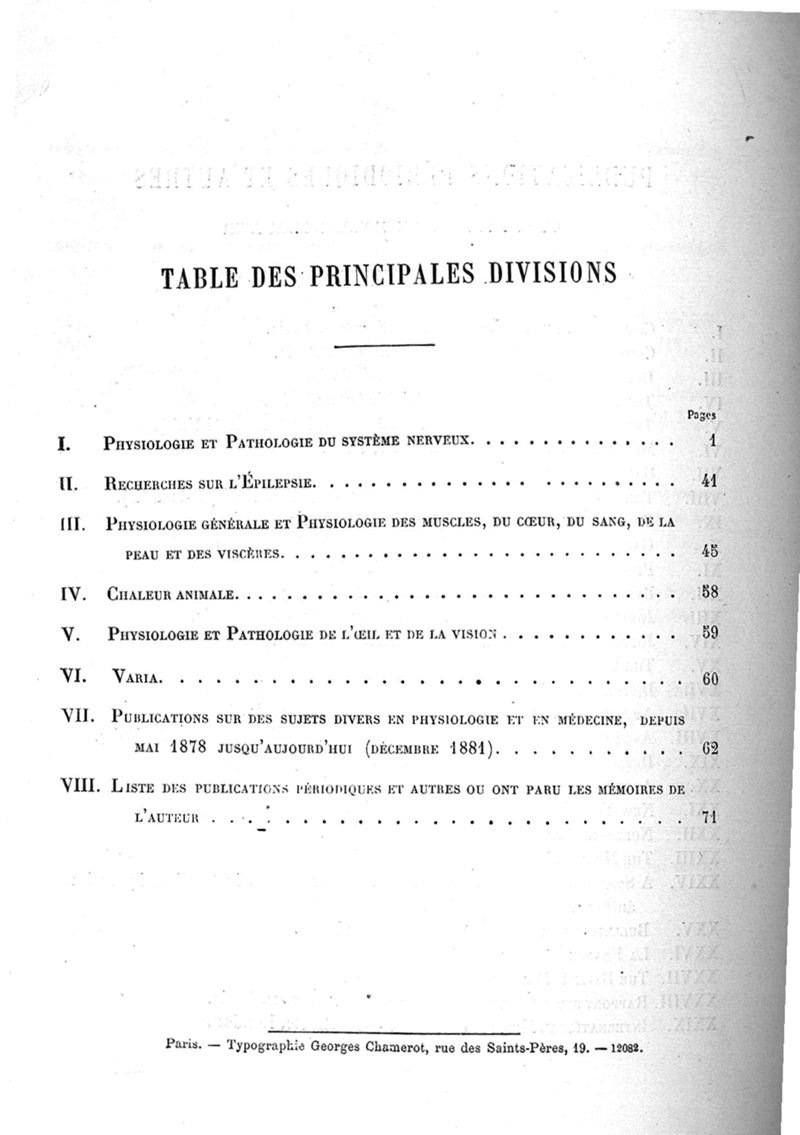 TABLE DES PRINCIPALES DIVISIONS
Pages
I. Physiologie et Pathologie du système nerveux. . . . . . . . . . . . . . . 1
II. Recherches sur l'Épilepsie. . . . . . . . . . . . . . . . . . . . . . . 41
III. Physiologie générale et Physiologie des muscles, du cœur, du sang, de la
peau et des viscères. . . . . . . . . . . . . . . . . . . . . . . . . 45
IV. Chaleur animale. . . . . . . . . . . . . . . . . . . . . . . . . . . . 58
V. Physiologie et Pathologie de l'œil et de la vision . . . . . . . . . . . . 59
VI. Varia. . . . . . . . . . . . . . . . . . . . . . . . . . . . . 60
VII. Publications sur des sujets divers en physiologie et en médecine, depuis
mai 1878 jusqu'aujourd'hui (décembre 1881). . . . . . . . . . . . 62
VIII. Liste des publications périodiques et autres ou ont paru les mémoires de
l'auteur . . . . . . . . . . . . . . . . . . . . . . . . . . . 71
Paris. — Typographie Georges Chamerot, rue des Saints-Pères, 19. — 12082.